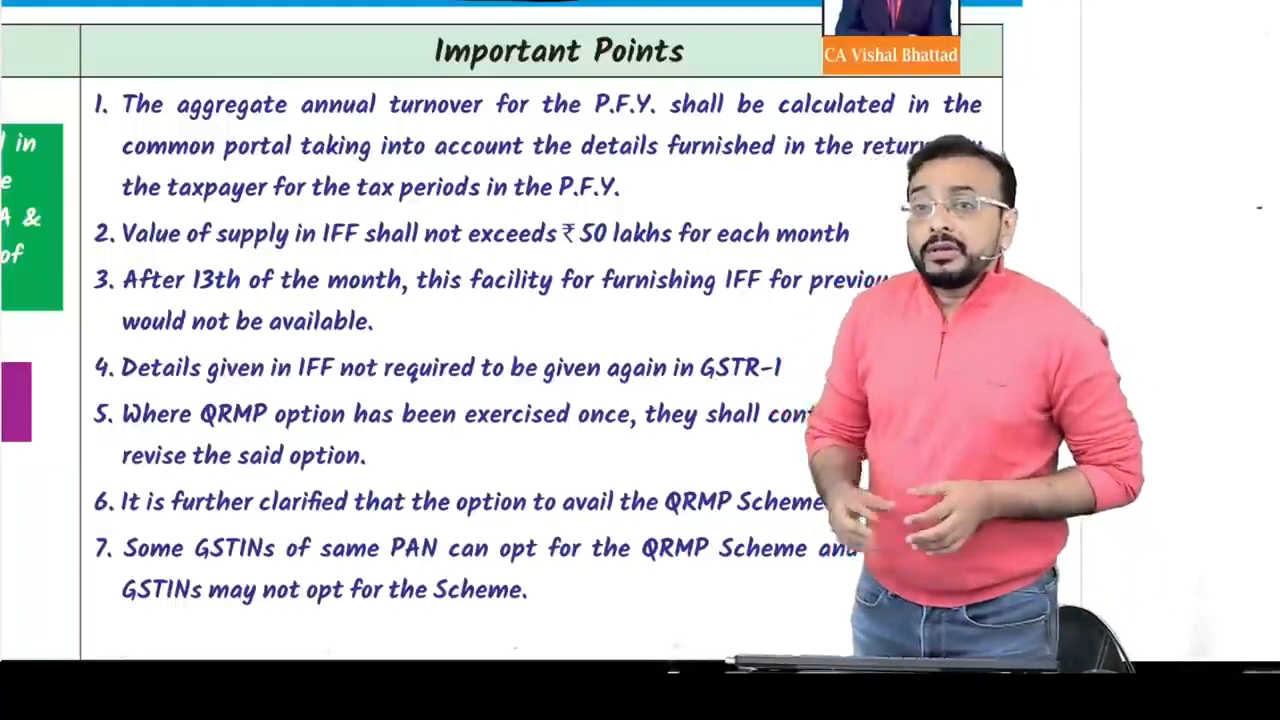 Important Points
CA Vishal Bhattad
1. The aggregate annual turnover for the P.F.Y. shall be calculated in the
common portal taking into account the details furnished in the
the taxpayer for the tax periods in the P.F.Y.
2. Value of supply in IFF shall not exceeds ₹ 50 lakhs for each month
3. After 13th of the month, this facility for furnishing IFF for
would not be available.
4. Details given in IFF not required to be given again in GSTR-1
5. Where QRMP option has been exercised once, they shall
revise the said option.
6. It is further clarified that the option to avail the QRMP Scheme
7. Some GSTINs of same PAN can opt for the QRMP Scheme and
GSTINs may not opt for the Scheme.
in
&
of